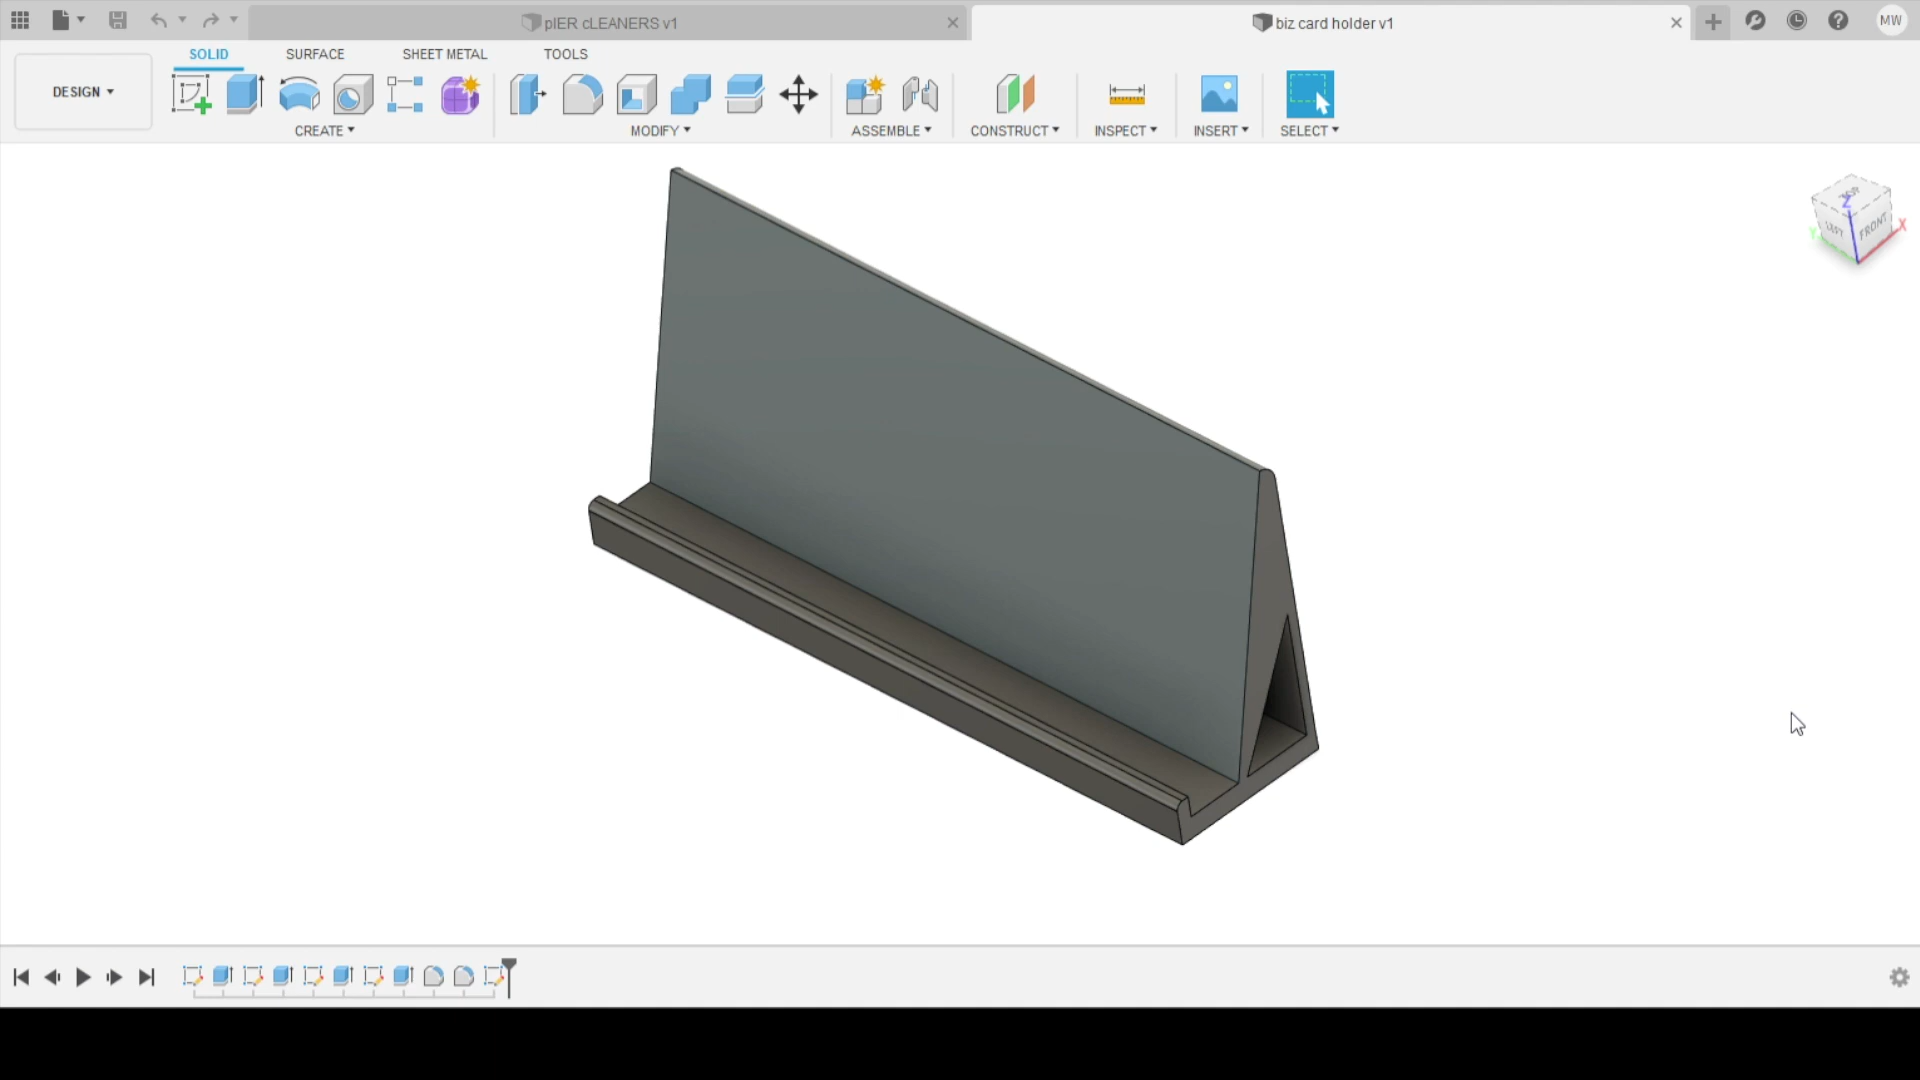 pIER cLEANERS v1
biz card holder v1
MW
DESIGN
SOLID
SURFACE
SHEET METAL
TOOLS
CREATE
MODIFY
ASSEMBLE
CONSTRUCT
INSPECT
INSERT
SELECT
Z
LEFT
FRONT
X
Y